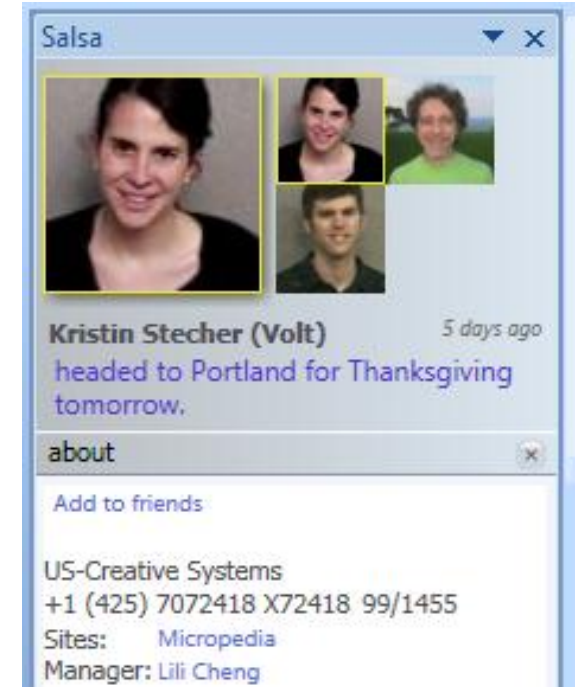 Salsa
Kristin Stecher (Volt) 5 days ago
headed to Portland for Thanksgiving
tomorrow.
about
Add to friends
US-Creative Systems
+1 (425) 7072418 X72418 99/1455
Sites: Micropedia
Manager: Lili Cheng